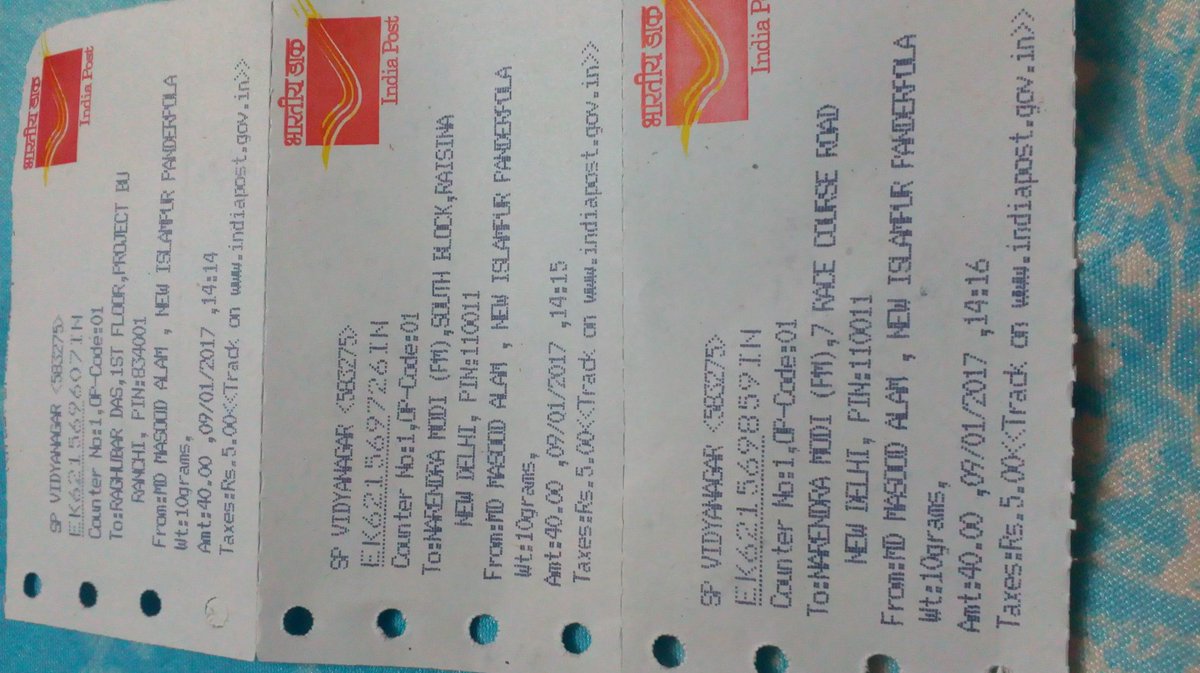 भारतीय डाक
India Post
SP VIDYANAGAR <583275>
EK621569607IN
Counter No:1,OP-Code:01
To:RAGHUBAR DAS,1ST FLOOR,PROJECT BU
RANCHI, PIN:834001
From:MD MASOOD ALAM , NEW ISLAMPUR PANDERPOLA
Wt:10grams,
Amt:40.00 ,09/01/2017 ,14:14
Taxes:Rs.5.00<<Track on www.indiapost.gov.in>>
भारतीय डाक
India Post
SP VIDYANAGAR <583275>
EK621569726IN
Counter No:1,OP-Code:01
To:NARENDRA MODI (PM),SOUTH BLOCK,RAISINA
NEW DELHI, PIN:110011
From:MD MASOOD ALAM , NEW ISLAMPUR PANDERPOLA
Wt:10grams,
Amt:40.00 ,09/01/2017 ,14:15
Taxes:Rs.5.00<<Track on www.indiapost.gov.in>>
भारतीय डाक
India Post
SP VIDYANAGAR <583275>
EK621569859IN
Counter No:1,OP-Code:01
To:NARENDRA MODI (PM),7 RACE COURSE ROAD
NEW DELHI, PIN:110011
From:MD MASOOD ALAM , NEW ISLAMPUR PANDERPOLA
Wt:10grams,
Amt:40.00 ,09/01/2017 ,14:16
Taxes:Rs.5.00<<Track on www.indiapost.gov.in>>